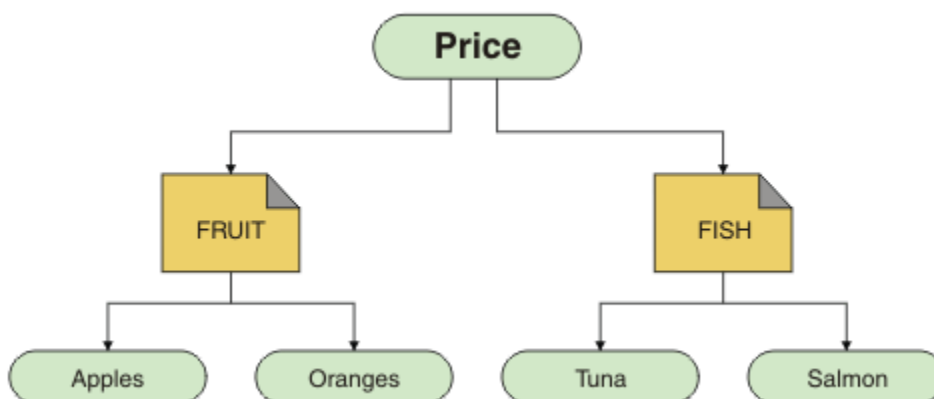 Price
FRUIT
FISH
Apples
Oranges
Tuna
Salmon